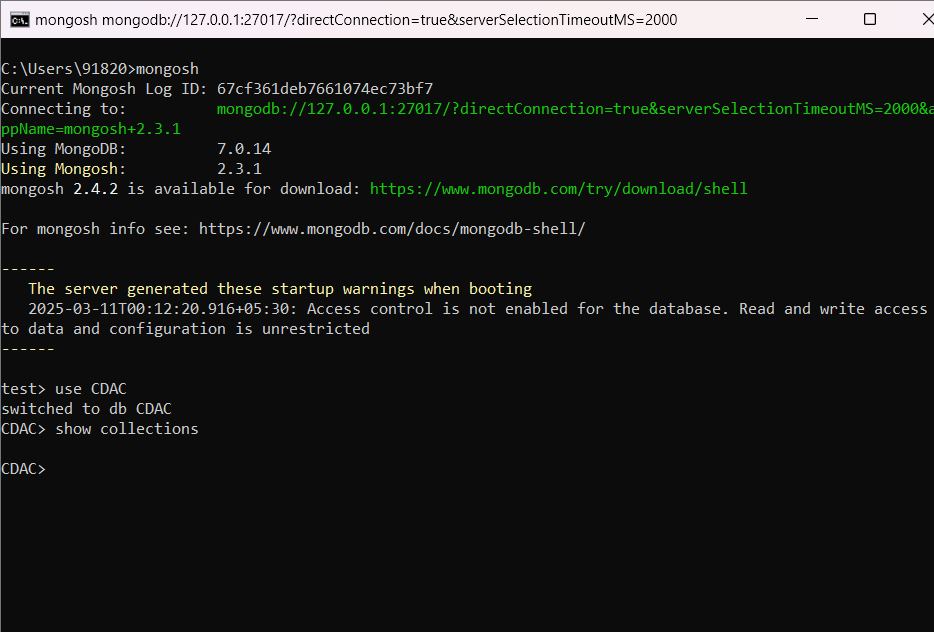 mongosh mongodb://127.0.0.1:27017/?directConnection=true&serverSelectionTimeoutMS=2000
C:\Users\91820>mongosh
Current Mongosh Log ID: 67cf361deb7661074ec73bf7
Connecting to:          mongodb://127.0.0.1:27017/?directConnection=true&serverSelectionTimeoutMS=2000&a
ppName=mongosh+2.3.1
Using MongoDB:          7.0.14
Using Mongosh:          2.3.1
mongosh 2.4.2 is available for download: https://www.mongodb.com/try/download/shell
For mongosh info see: https://www.mongodb.com/docs/mongodb-shell/
------
   The server generated these startup warnings when booting
   2025-03-11T00:12:20.916+05:30: Access control is not enabled for the database. Read and write access
to data and configuration is unrestricted
------
test> use CDAC
switched to db CDAC
CDAC> show collections
CDAC>